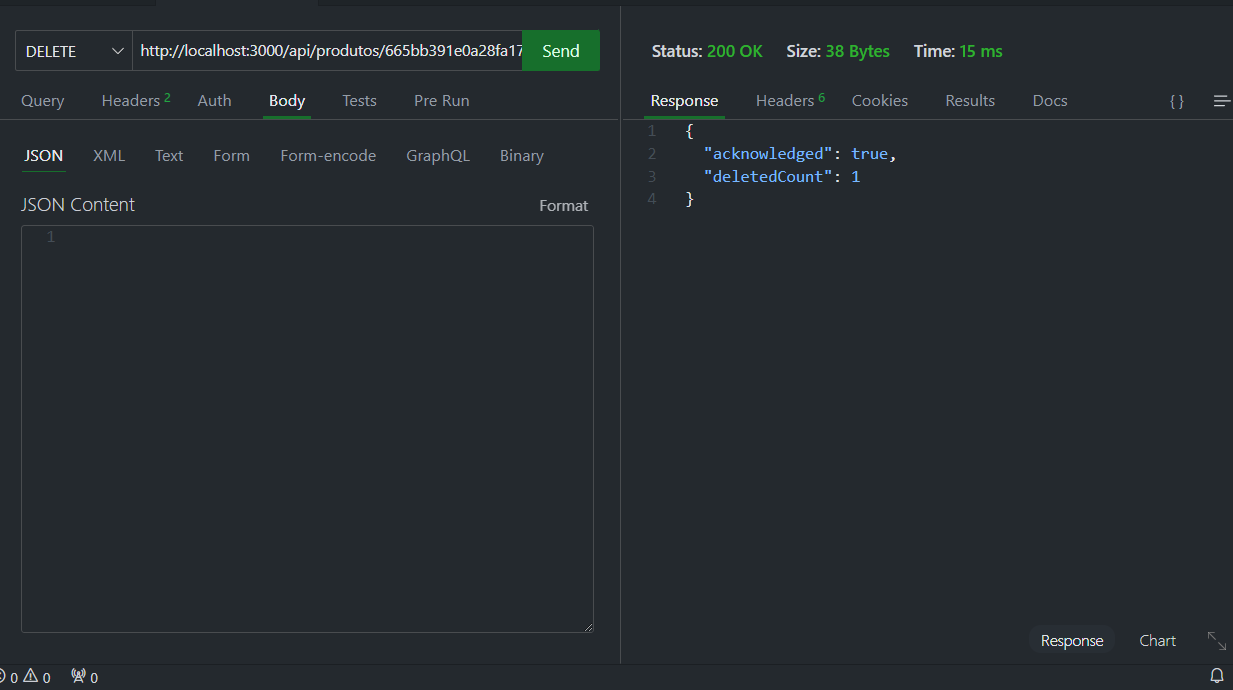 DELETE http://localhost:3000/api/produtos/665bb391e0a28fa17 Send
Query Headers 2 Auth Body Tests Pre Run
JSON XML Text Form Form-encode GraphQL Binary
JSON Content Format
1
Status: 200 OK Size: 38 Bytes Time: 15 ms
Response Headers 6 Cookies Results Docs { }
1 {
2 "acknowledged": true,
3 "deletedCount": 1
4 }
Response Chart
0 0 0